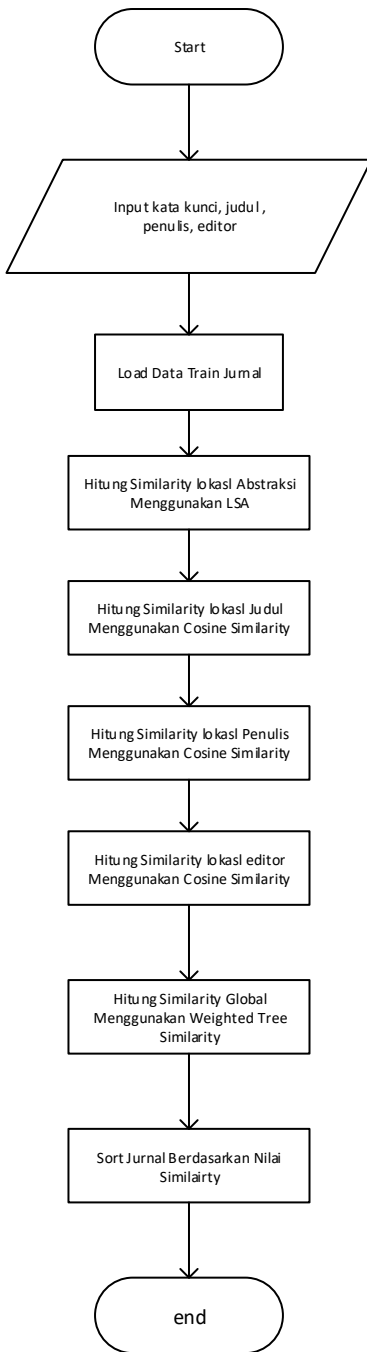 Start
Input kata kunci, judul ,
penulis, editor
Load Data Train Jurnal
Hitung Similarity lokasl Abstraksi
Menggunakan LSA
Hitung Similarity lokasl Judul
Menggunakan Cosine Similarity
Hitung Similarity lokasl Penulis
Menggunakan Cosine Similarity
Hitung Similarity lokasl editor
Menggunakan Cosine Similarity
Hitung Similarity Global
Menggunakan Weighted Tree
Similarity
Sort Jurnal Berdasarkan Nilai
Similairty
end